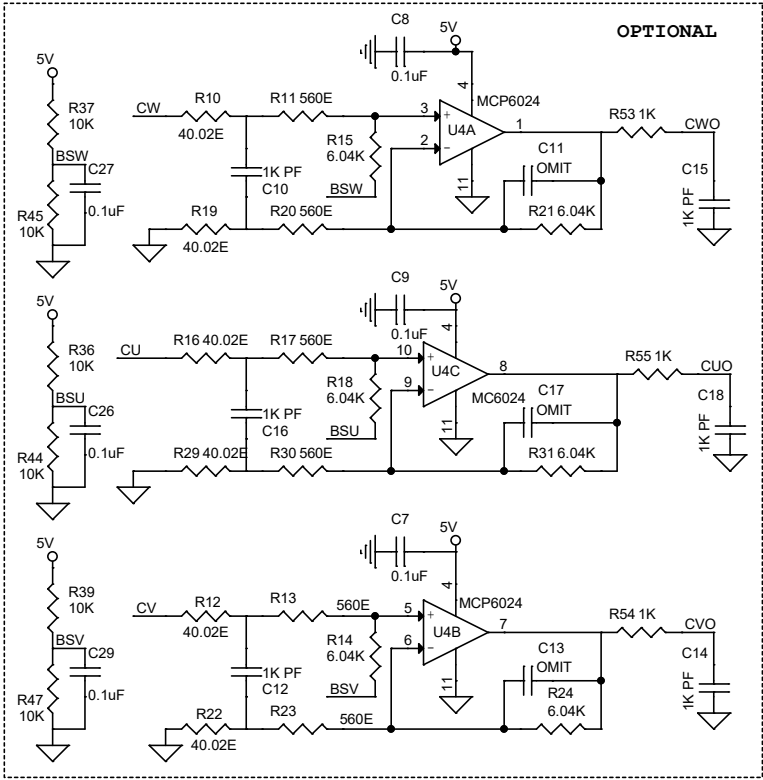 OPTIONAL
C8
5V
0.1uF
4
5V
R37
10K
BSW
C27
0.1uF
R45
10K
CW
R10
40.02E
R11 560E
R15
6.04K
BSW
1K PF
C10
R19
40.02E
R20 560E
3
2
+
−
U4A
MCP6024
1
11
C11
OMIT
R21 6.04K
R53 1K
CWO
C15
1K PF
C9
5V
0.1uF
4
5V
R36
10K
BSU
C26
0.1uF
R44
10K
CU
R16 40.02E
R17 560E
R18
6.04K
BSU
1K PF
C16
R29 40.02E
R30 560E
10
9
+
−
U4C
MC6024
8
11
C17
OMIT
R31 6.04K
R55 1K
CUO
C18
1K PF
C7
5V
0.1uF
4
5V
R39
10K
BSV
C29
0.1uF
R47
10K
CV
R12
40.02E
R13
560E
R14
6.04K
BSV
1K PF
C12
R22
40.02E
R23
560E
5
6
+
−
U4B
MCP6024
7
11
C13
OMIT
R24
6.04K
R54 1K
CVO
C14
1K PF